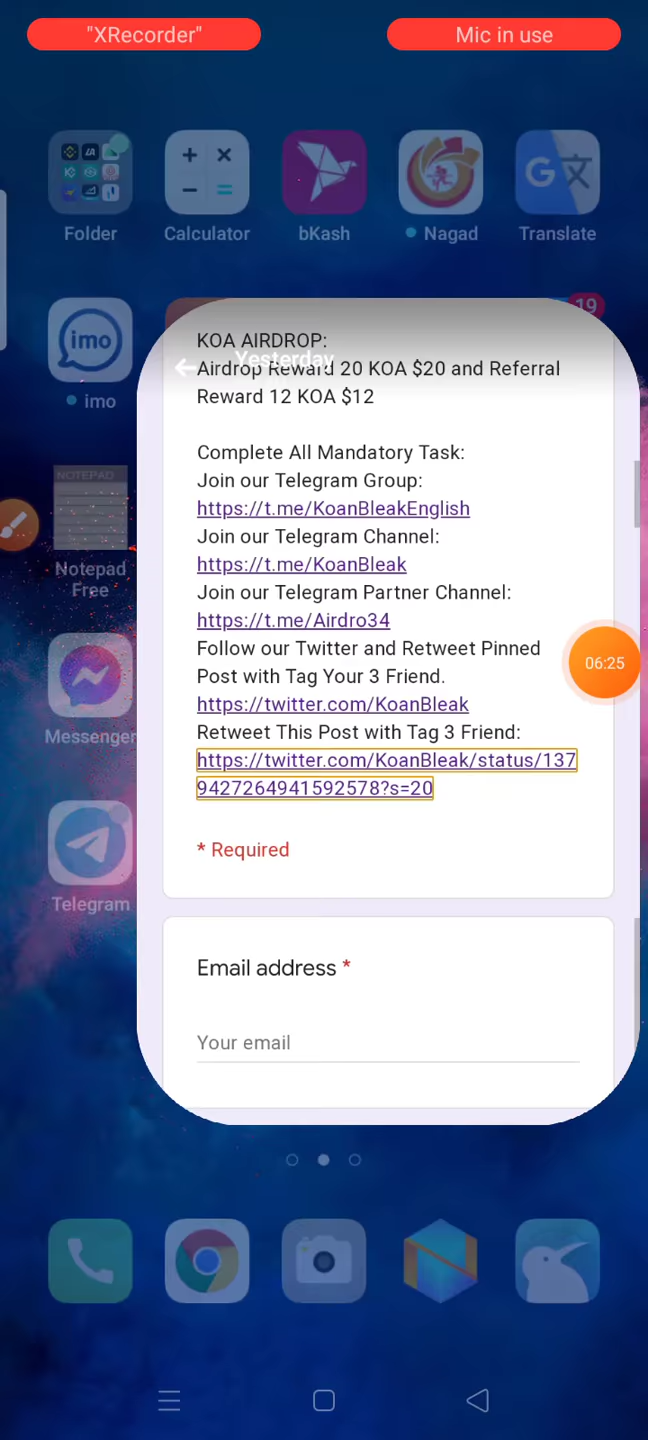 "XRecorder"
Mic in use
Folder
Calculator
bKash
Nagad
Translate
19
imo
imo
Yesterday
KOA AIRDROP:
Airdrop Reward 20 KOA $20 and Referral
Reward 12 KOA $12
Complete All Mandatory Task:
Join our Telegram Group:
https://t.me/KoanBleakEnglish
Join our Telegram Channel:
https://t.me/KoanBleak
Join our Telegram Partner Channel:
https://t.me/Airdro34
Follow our Twitter and Retweet Pinned
Post with Tag Your 3 Friend.
https://twitter.com/KoanBleak
Retweet This Post with Tag 3 Friend:
https://twitter.com/KoanBleak/status/137
9427264941592578?s=20
* Required
Email address *
Your email
NOTEPAD
Notepad
Free
06:25
Messenger
Telegram